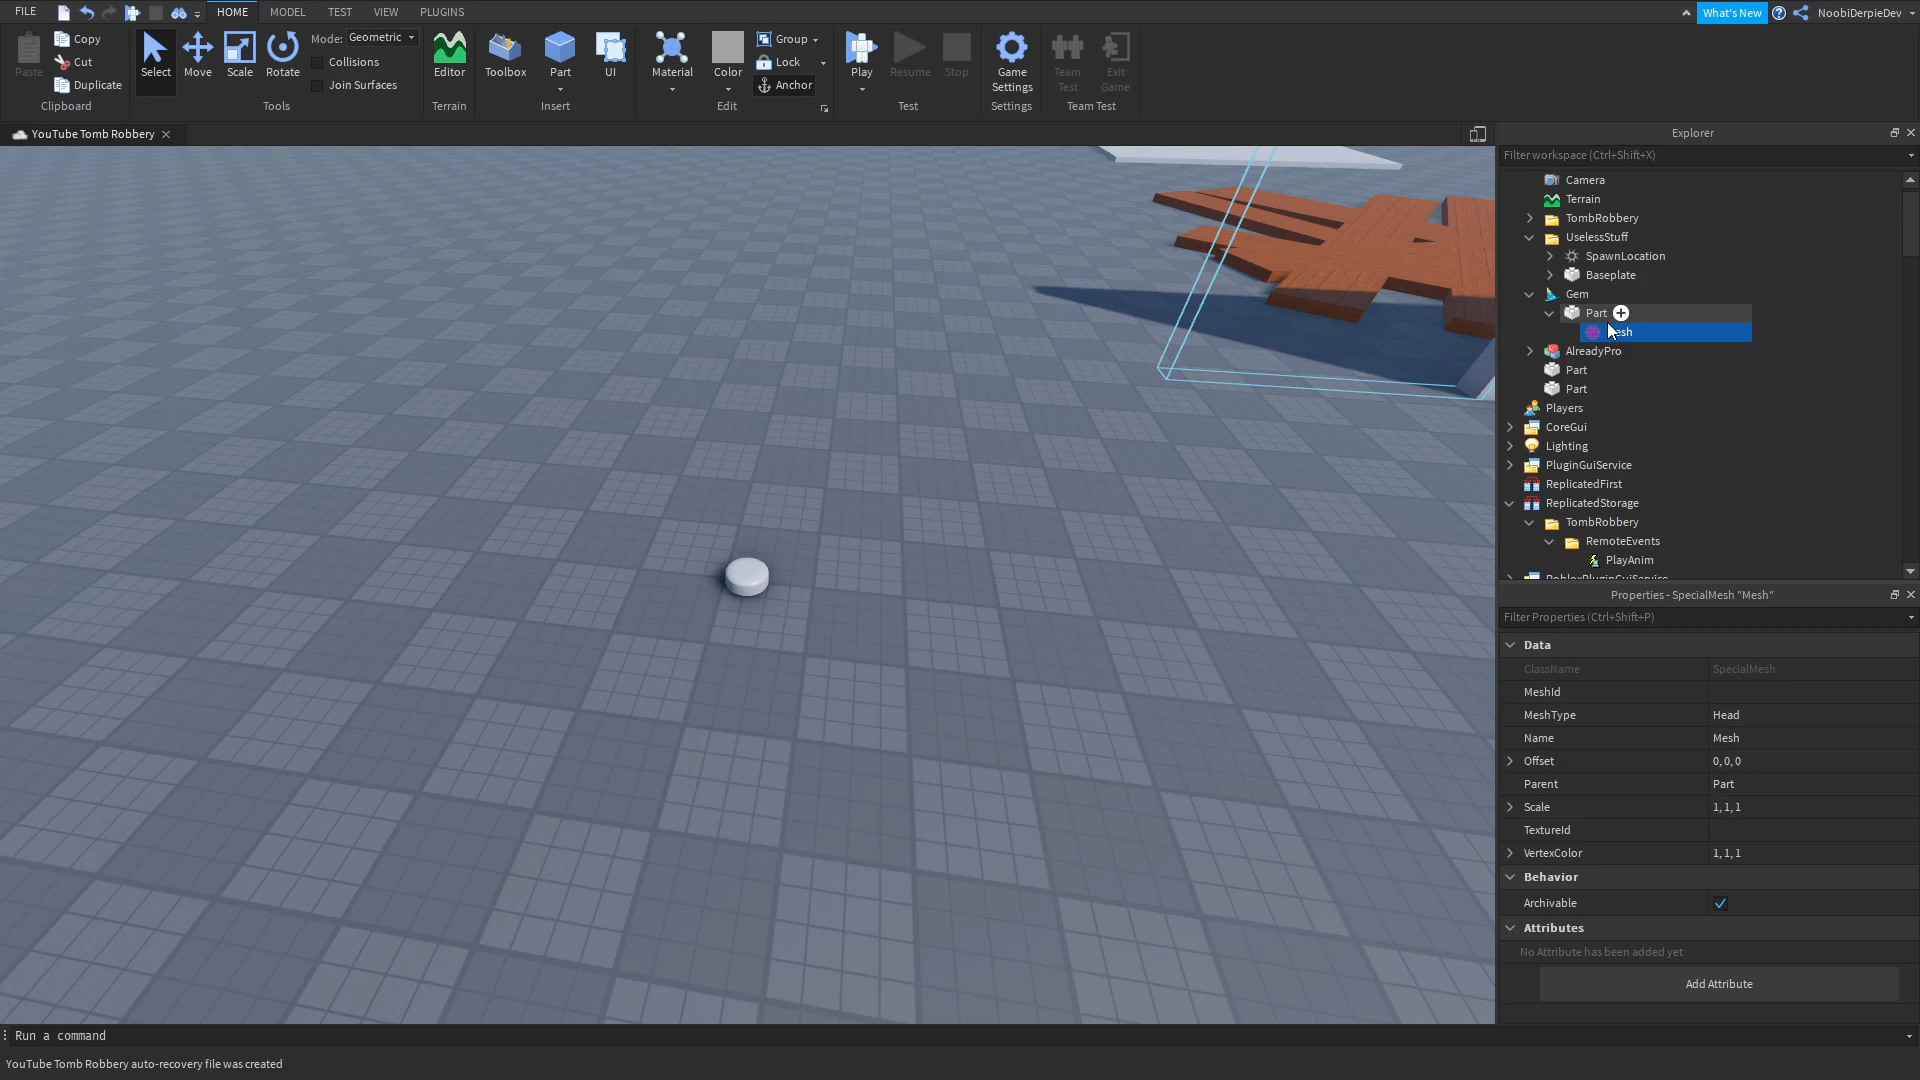 FILE
HOME
MODEL
TEST
VIEW
PLUGINS
What's New
NoobiDerpieDev
Paste
Copy
Cut
Duplicate
Clipboard
Select
Move
Scale
Rotate
Mode: Geometric
Collisions
Join Surfaces
Tools
Editor
Terrain
Toolbox
Part
UI
Insert
Material
Color
Group
Lock
Anchor
Edit
Play
Resume
Stop
Test
Game
Settings
Settings
Team
Test
Exit
Game
Team Test
YouTube Tomb Robbery
Explorer
Filter workspace (Ctrl+Shift+X)
Camera
Terrain
TombRobbery
UselessStuff
SpawnLocation
Baseplate
Gem
Part
AlreadyPro
Part
Part
Players
CoreGui
Lighting
PluginGuiService
ReplicatedFirst
ReplicatedStorage
TombRobbery
RemoteEvents
PlayAnim
RobloxPluginGuiService
Properties - SpecialMesh "Mesh"
Filter Properties (Ctrl+Shift+P)
Data
ClassName SpecialMesh
MeshId
MeshType Head
Name Mesh
Offset 0, 0, 0
Parent Part
Scale 1, 1, 1
TextureId
VertexColor 1, 1, 1
Behavior
Archivable
Attributes
No Attribute has been added yet
Add Attribute
Run a command
YouTube Tomb Robbery auto-recovery file was created